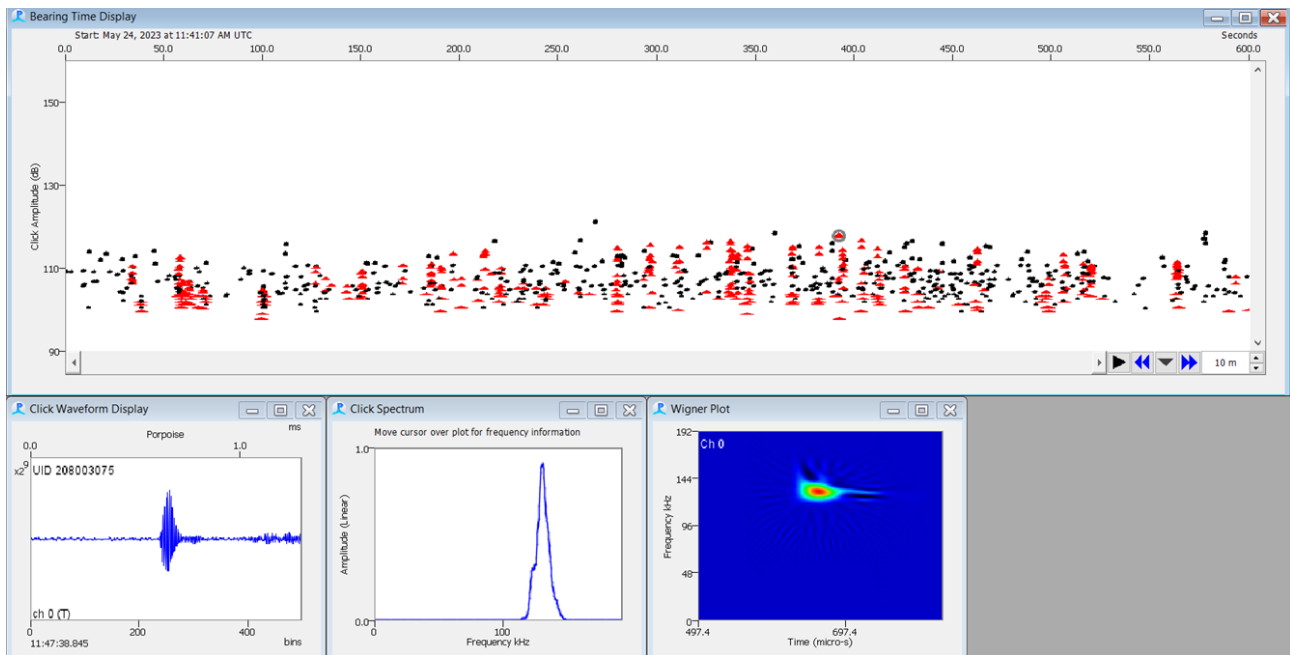 Bearing Time Display
Start: May 24, 2023 at 11:41:07 AM UTC
Seconds
0.0 50.0 100.0 150.0 200.0 250.0 300.0 350.0 400.0 450.0 500.0 550.0 600.0
150
130
110
90
Click Amplitude (dB)
10 m
Click Waveform Display
Porpoise
ms
0.0 1.0
x2^-9
UID 208003075
ch 0 (T)
0 200 400
11:47:38.845 bins
Click Spectrum
Move cursor over plot for frequency information
1.0
Amplitude (Linear)
0.0
0 100
Frequency kHz
Wigner Plot
192
Ch 0
144
96
48
0
Frequency kHz
497.4 697.4
Time (micro-s)